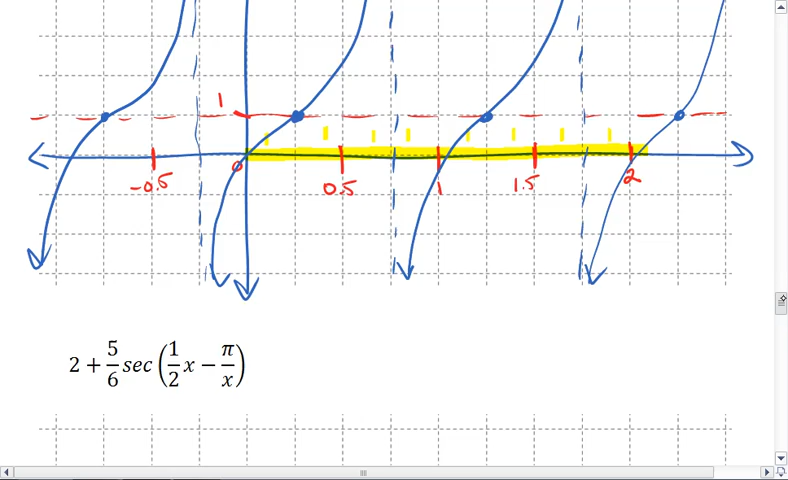 1
-0.5 0 0.5 1 1.5 2
2 + 5/6 sec (1/2 x − π/x)